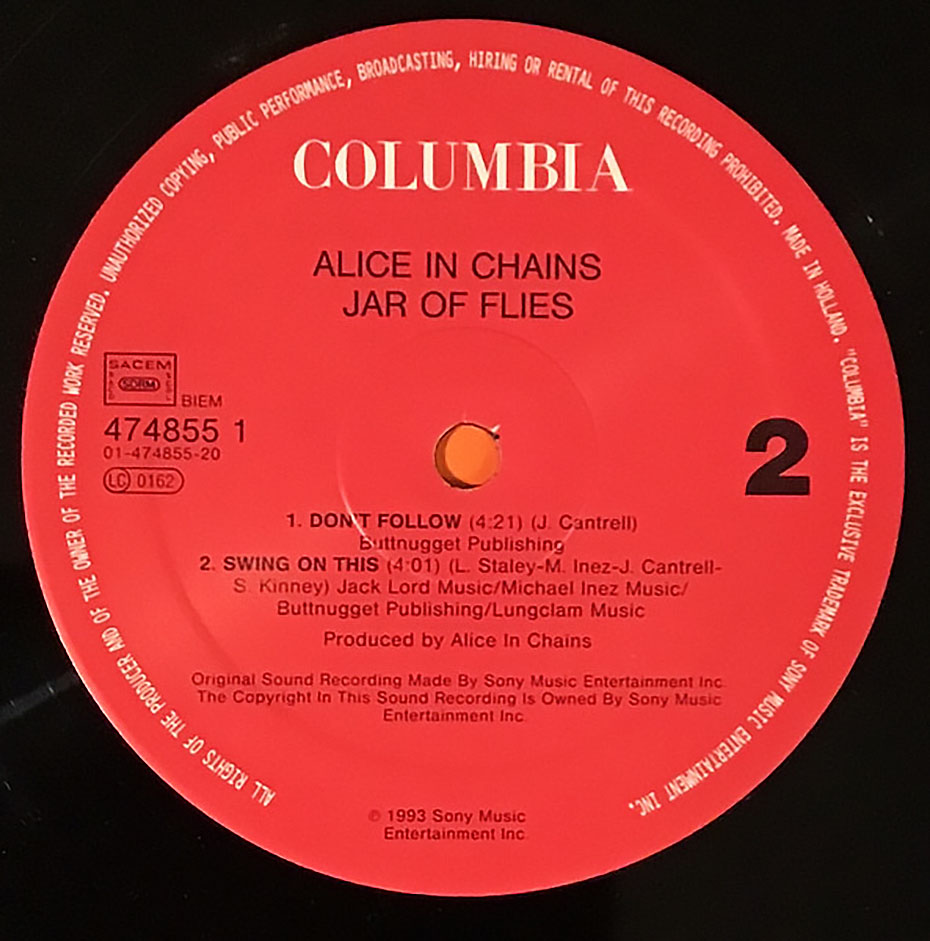 ALL RIGHTS OF THE PRODUCER AND OF THE OWNER OF THE RECORDED WORK RESERVED. UNAUTHORIZED COPYING, PUBLIC PERFORMANCE, BROADCASTING, HIRING OR RENTAL OF THIS RECORDING PROHIBITED. MADE IN HOLLAND. "COLUMBIA" IS THE EXCLUSIVE TRADEMARK OF SONY MUSIC ENTERTAINMENT INC.
COLUMBIA
ALICE IN CHAINS
JAR OF FLIES
SACEM
SDRM
BIEM
474855 1
01-474855-20
LC 0162
2
1. DON'T FOLLOW (4:21) (J. Cantrell)
Buttnugget Publishing
2. SWING ON THIS (4:01) (L. Staley-M. Inez-J. Cantrell-
S. Kinney) Jack Lord Music/Michael Inez Music/
Buttnugget Publishing/Lungclam Music
Produced by Alice In Chains
Original Sound Recording Made By Sony Music Entertainment Inc.
The Copyright In This Sound Recording Is Owned By Sony Music
Entertainment Inc.
℗ 1993 Sony Music
Entertainment Inc.